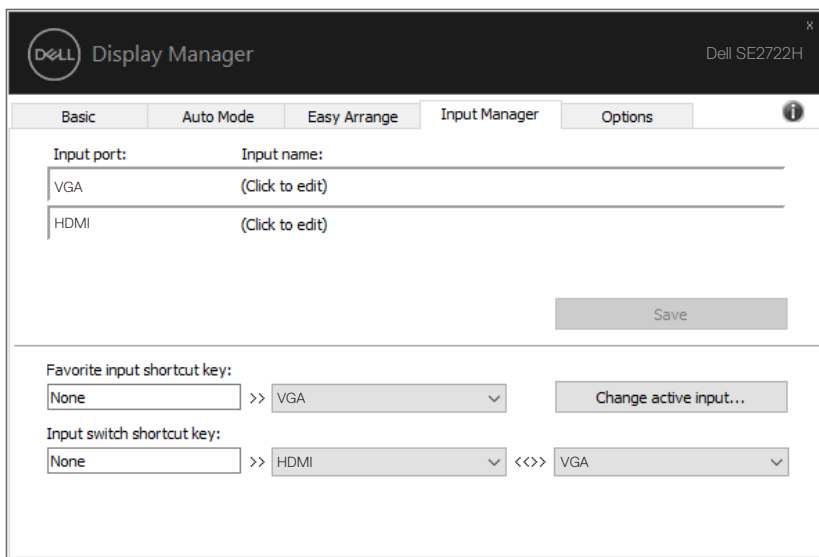 x
DELL Display Manager Dell SE2722H
Basic Auto Mode Easy Arrange Input Manager Options i
Input port: Input name:
VGA (Click to edit)
HDMI (Click to edit)
Save
Favorite input shortcut key:
None >> VGA Change active input...
Input switch shortcut key:
None >> HDMI <<>> VGA